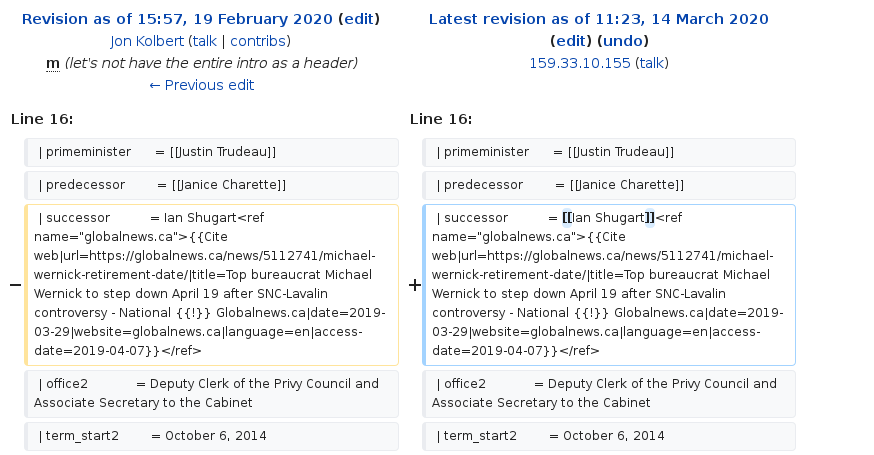 Revision as of 15:57, 19 February 2020 (edit)
Jon Kolbert (talk | contribs)
m (let's not have the entire intro as a header)
← Previous edit
Latest revision as of 11:23, 14 March 2020
(edit) (undo)
159.33.10.155 (talk)
Line 16:
Line 16:
| primeminister = [[Justin Trudeau]]
| primeminister = [[Justin Trudeau]]
| predecessor = [[Janice Charette]]
| predecessor = [[Janice Charette]]
−
| successor = Ian Shugart<ref
name="globalnews.ca">{{Cite
web|url=https://globalnews.ca/news/5112741/michael-
wernick-retirement-date/|title=Top bureaucrat Michael
Wernick to step down April 19 after SNC-Lavalin
controversy - National {{!}} Globalnews.ca|date=2019-
03-29|website=globalnews.ca|language=en|access-
date=2019-04-07}}</ref>
+
| successor = [[Ian Shugart]]<ref
name="globalnews.ca">{{Cite
web|url=https://globalnews.ca/news/5112741/michael-
wernick-retirement-date/|title=Top bureaucrat Michael
Wernick to step down April 19 after SNC-Lavalin
controversy - National {{!}} Globalnews.ca|date=2019-
03-29|website=globalnews.ca|language=en|access-
date=2019-04-07}}</ref>
| office2 = Deputy Clerk of the Privy Council and
Associate Secretary to the Cabinet
| office2 = Deputy Clerk of the Privy Council and
Associate Secretary to the Cabinet
| term_start2 = October 6, 2014
| term_start2 = October 6, 2014